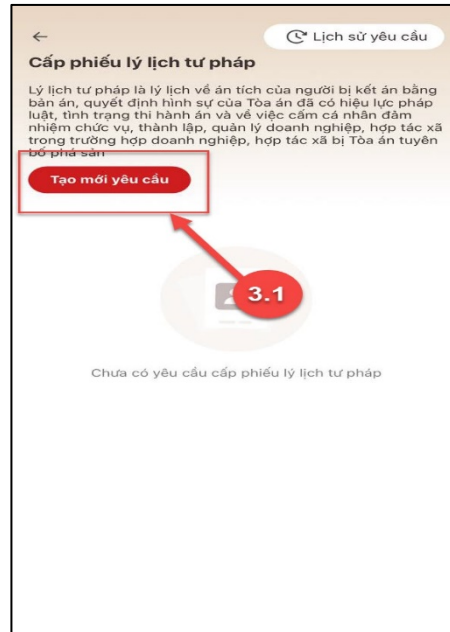 Lịch sử yêu cầu
Cấp phiếu lý lịch tư pháp
Lý lịch tư pháp là lý lịch về án tích của người bị kết án bằng
bản án, quyết định hình sự của Tòa án đã có hiệu lực pháp
luật, tình trạng thi hành án và về việc cấm cá nhân đảm
nhiệm chức vụ, thành lập, quản lý doanh nghiệp, hợp tác xã
trong trường hợp doanh nghiệp, hợp tác xã bị Tòa án tuyên
bố phá sản
Tạo mới yêu cầu
3.1
Chưa có yêu cầu cấp phiếu lý lịch tư pháp